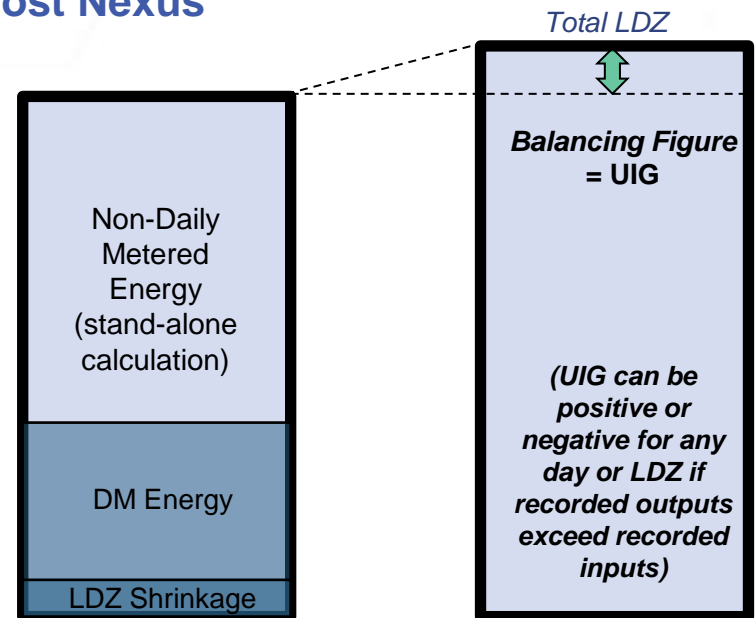 ost Nexus
Total LDZ
Balancing Figure
= UIG
Non-Daily
Metered
Energy
(stand-alone
calculation)
(UIG can be
positive or
negative for any
day or LDZ if
recorded outputs
exceed recorded
inputs)
DM Energy
LDZ Shrinkage